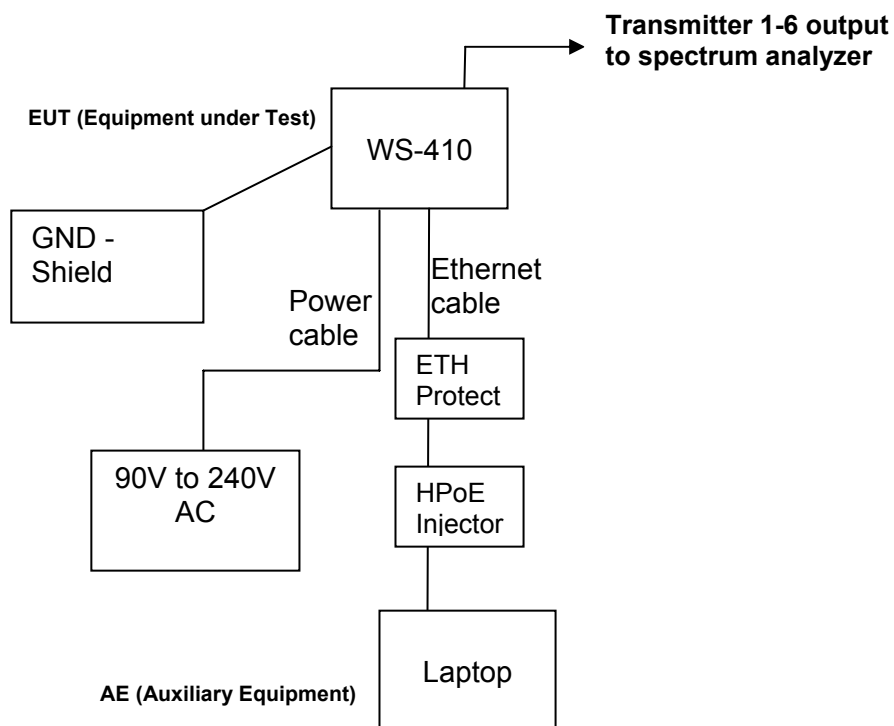 Transmitter 1-6 output
to spectrum analyzer
EUT (Equipment under Test)
WS-410
GND -
Shield
Ethernet
cable
Power
cable
ETH
Protect
90V to 240V
AC
HPoE
Injector
Laptop
AE (Auxiliary Equipment)